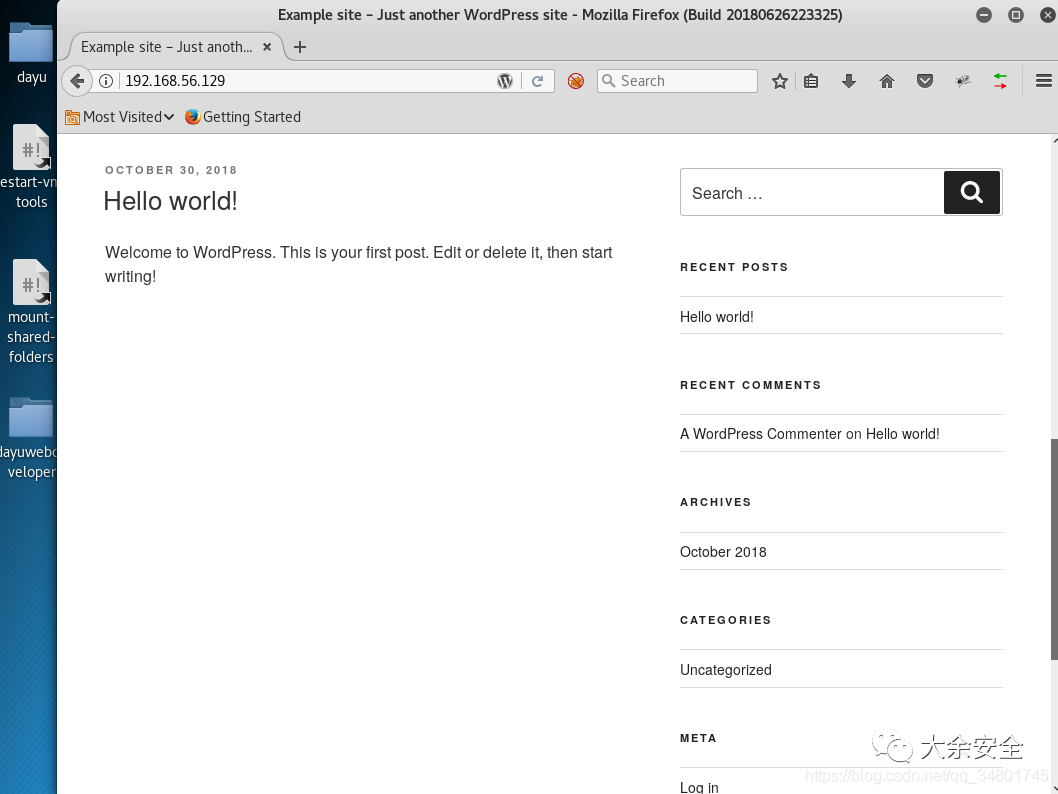 Example site – Just another WordPress site - Mozilla Firefox (Build 20180626223325)
Example site – Just anoth...
192.168.56.129
Search
Most Visited
Getting Started
dayu
#!
estart-vm
tools
#!
mount-
shared-
folders
dayuwebd
veloper
OCTOBER 30, 2018
Hello world!
Welcome to WordPress. This is your first post. Edit or delete it, then start
writing!
Search …
RECENT POSTS
Hello world!
RECENT COMMENTS
A WordPress Commenter on Hello world!
ARCHIVES
October 2018
CATEGORIES
Uncategorized
META
Log in
大余安全
https://blog.csdn.net/qq_34801745